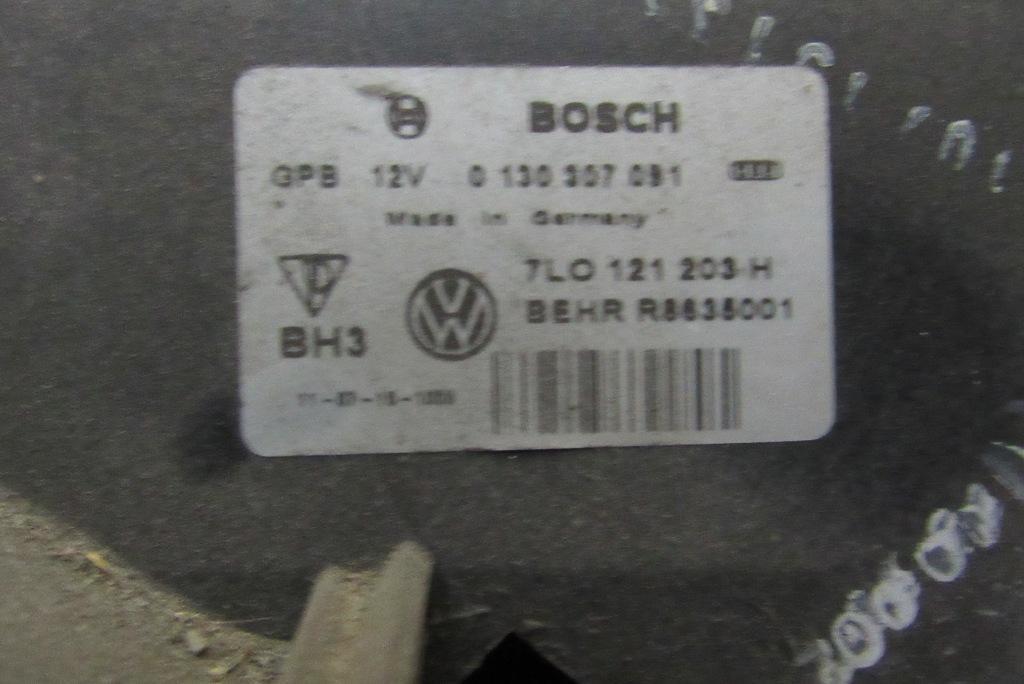 BOSCH
GPB 12V 0 130 307 091
Made in Germany
7L0 121 203 H
BEHR R8635001
BH3